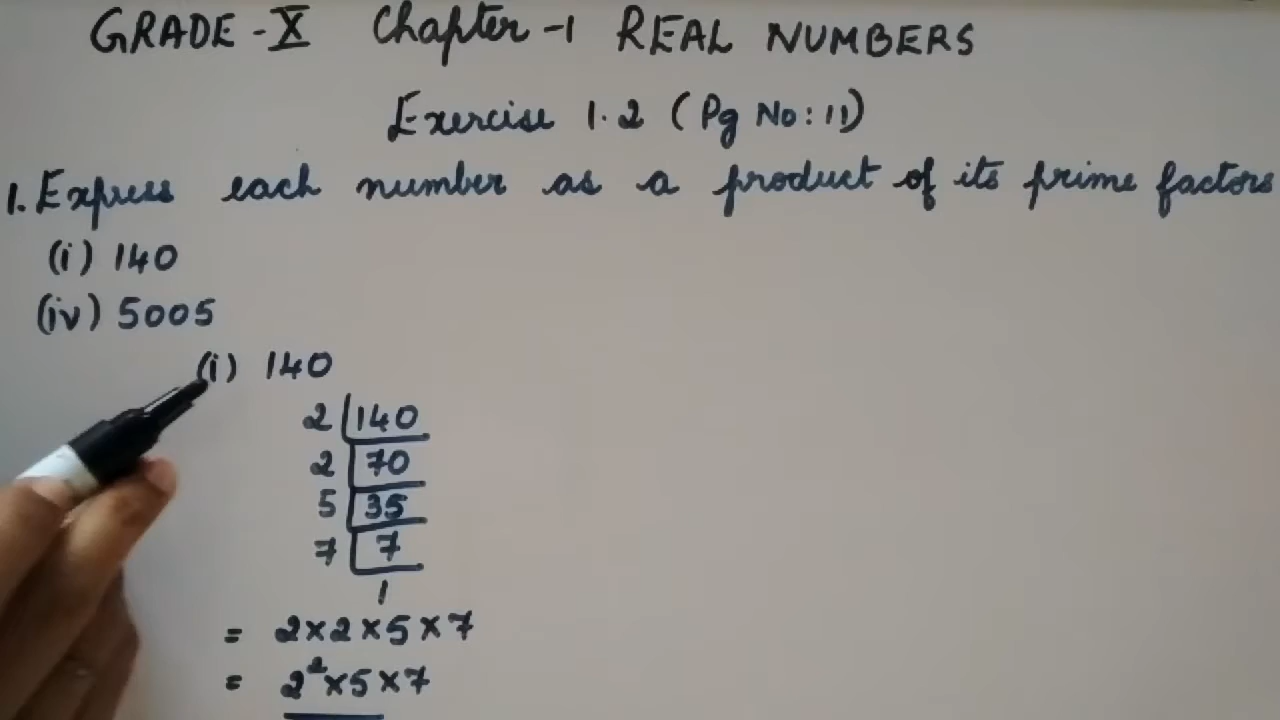 GRADE - X Chapter - 1 REAL NUMBERS
Exercise 1.2 (Pg No: 11)
1. Express each number as a product of its prime factors
(i) 140
(iv) 5005
(i) 140
2 | 140
2 | 70
5 | 35
7 | 7
1
= 2×2×5×7
= 2²×5×7